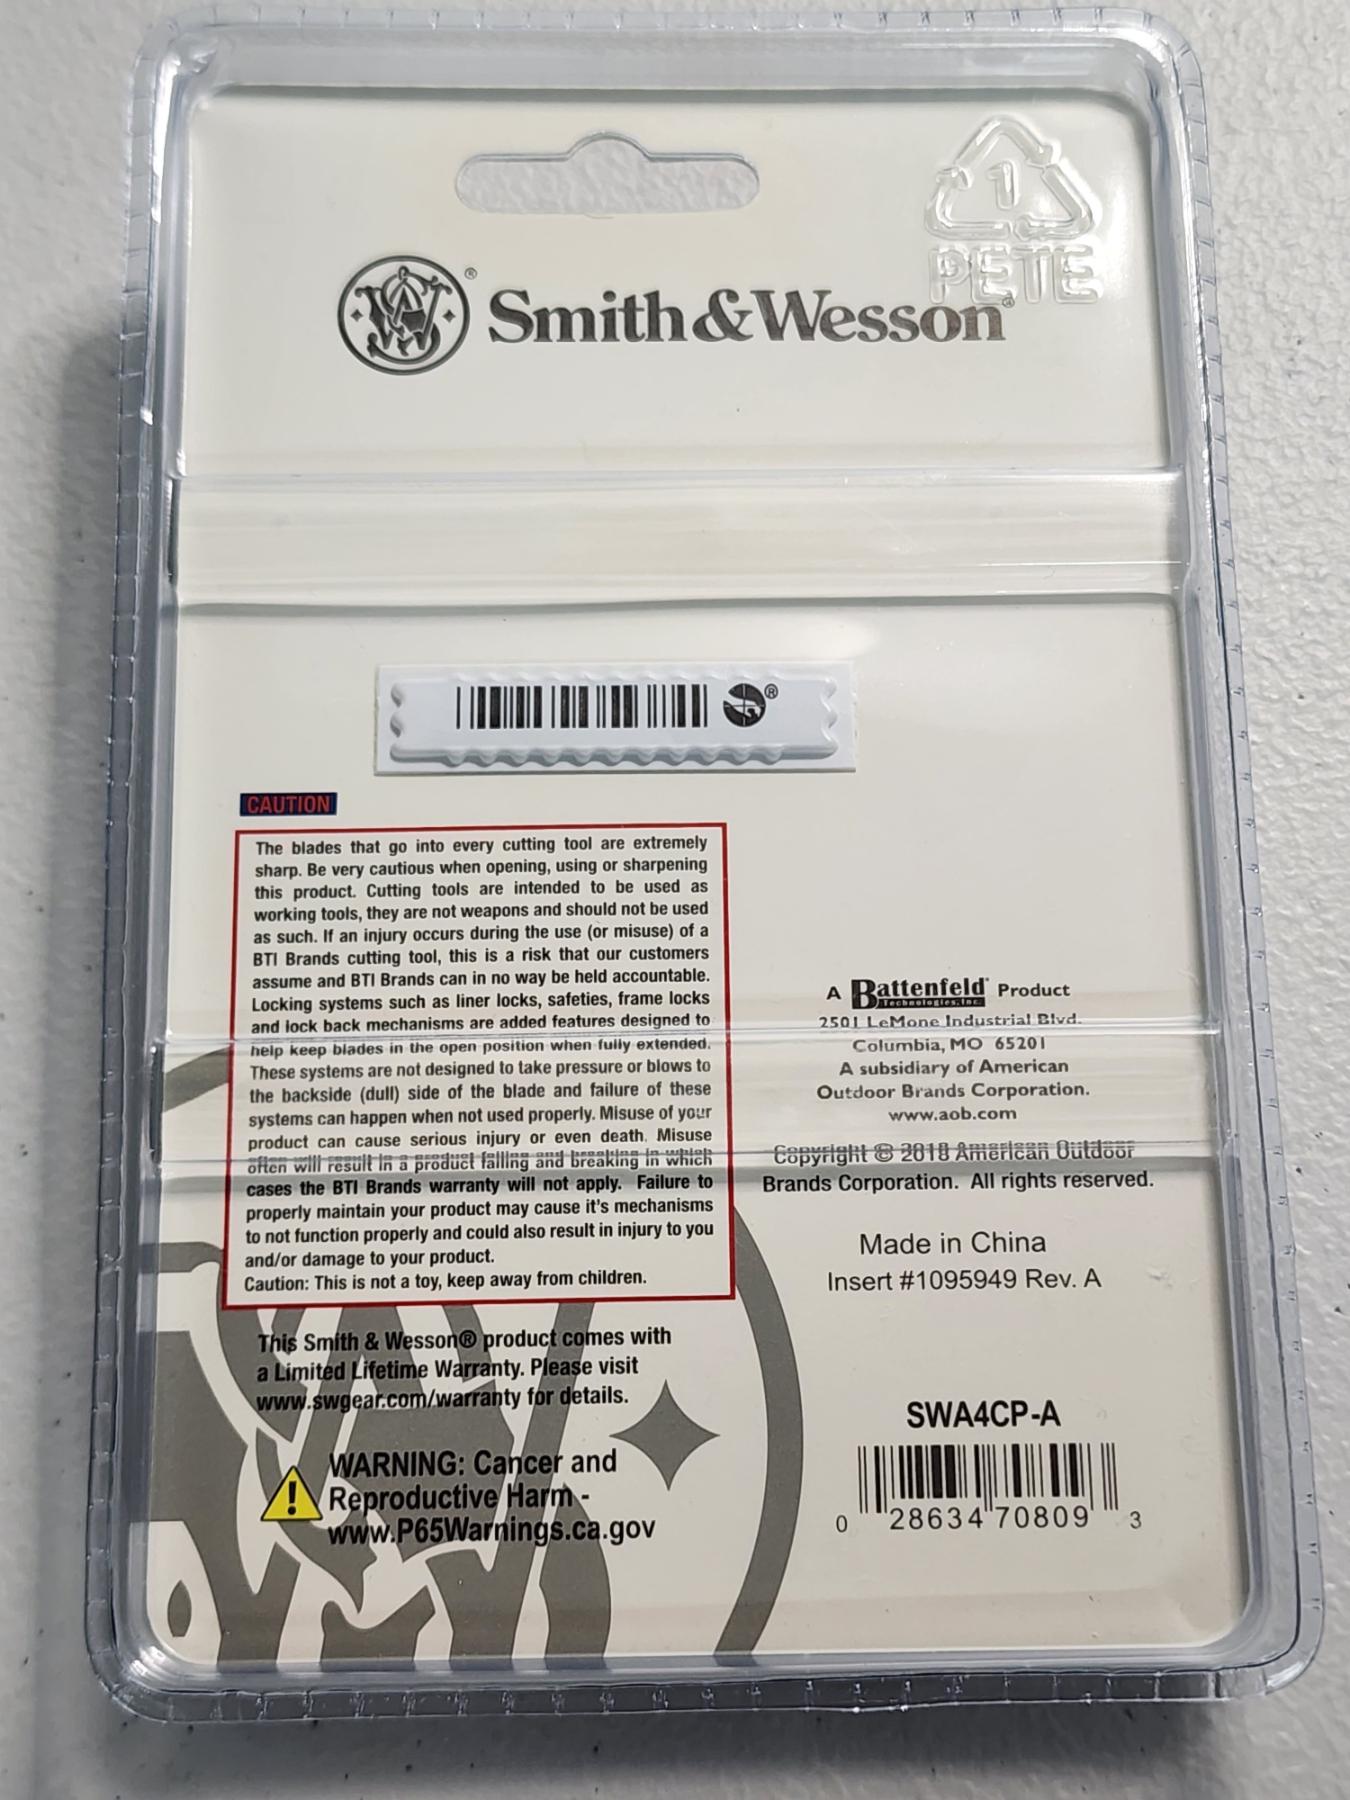 1
PETE
Smith & Wesson®
®
CAUTION
The blades that go into every cutting tool are extremely
sharp. Be very cautious when opening, using or sharpening
this product. Cutting tools are intended to be used as
working tools, they are not weapons and should not be used
as such. If an injury occurs during the use (or misuse) of a
BTI Brands cutting tool, this is a risk that our customers
assume and BTI Brands can in no way be held accountable.
Locking systems such as liner locks, safeties, frame locks
and lock back mechanisms are added features designed to
help keep blades in the open position when fully extended.
These systems are not designed to take pressure or blows to
the backside (dull) side of the blade and failure of these
systems can happen when not used properly. Misuse of your
product can cause serious injury or even death. Misuse
often will result in a product failing and breaking in which
cases the BTI Brands warranty will not apply. Failure to
properly maintain your product may cause it's mechanisms
to not function properly and could also result in injury to you
and/or damage to your product.
Caution: This is not a toy, keep away from children.
A Battenfeld® Product
Technologies, Inc.
2501 LeMone Industrial Blvd.
Columbia, MO 65201
A subsidiary of American
Outdoor Brands Corporation.
www.aob.com
Copyright © 2018 American Outdoor
Brands Corporation. All rights reserved.
Made in China
Insert #1095949 Rev. A
This Smith & Wesson® product comes with
a Limited Lifetime Warranty. Please visit
www.swgear.com/warranty for details.
WARNING: Cancer and
Reproductive Harm -
www.P65Warnings.ca.gov
SWA4CP-A
0 28634 70809 3